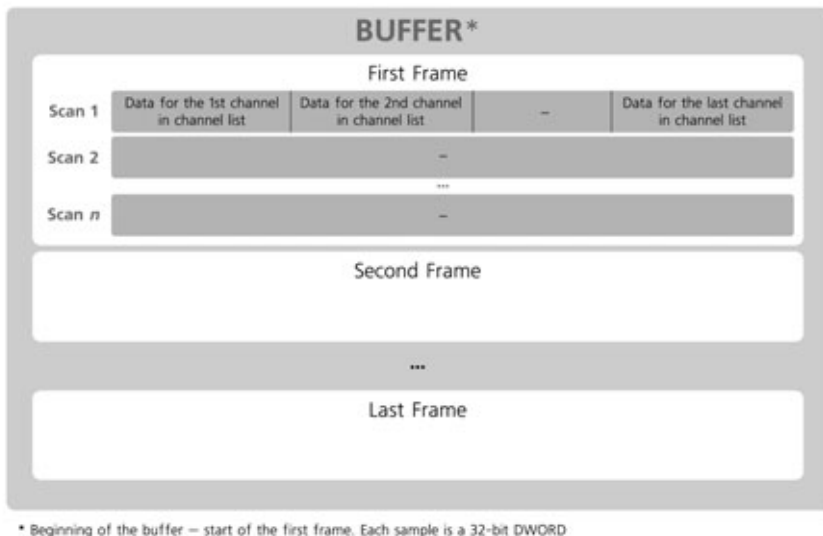 BUFFER*
First Frame
Scan 1
Data for the 1st channel
in channel list
Data for the 2nd channel
in channel list
–
Data for the last channel
in channel list
Scan 2
–
...
Scan n
–
Second Frame
...
Last Frame
* Beginning of the buffer – start of the first frame. Each sample is a 32-bit DWORD